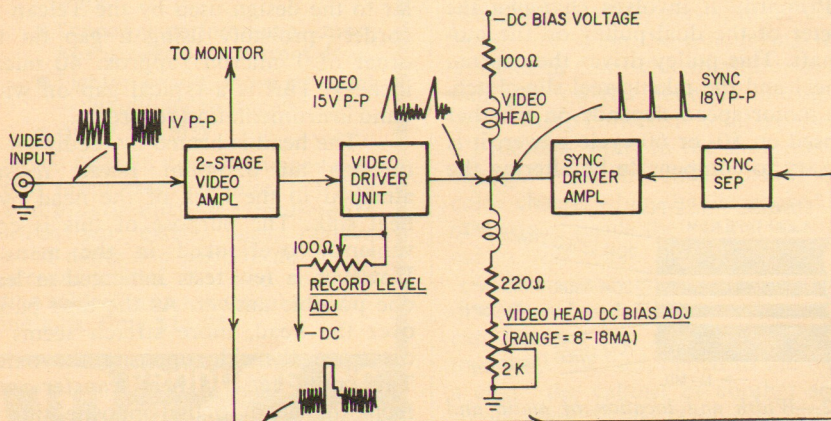 —DC BIAS VOLTAGE
100Ω
VIDEO
HEAD
TO MONITOR
VIDEO
15V P-P
SYNC
18V P-P
1V P-P
VIDEO
INPUT
2-STAGE
VIDEO
AMPL
VIDEO
DRIVER
UNIT
SYNC
DRIVER
AMPL
SYNC
SEP
100Ω
RECORD LEVEL
ADJ
—DC
220Ω
VIDEO HEAD DC BIAS ADJ
(RANGE = 8-18MA)
2K